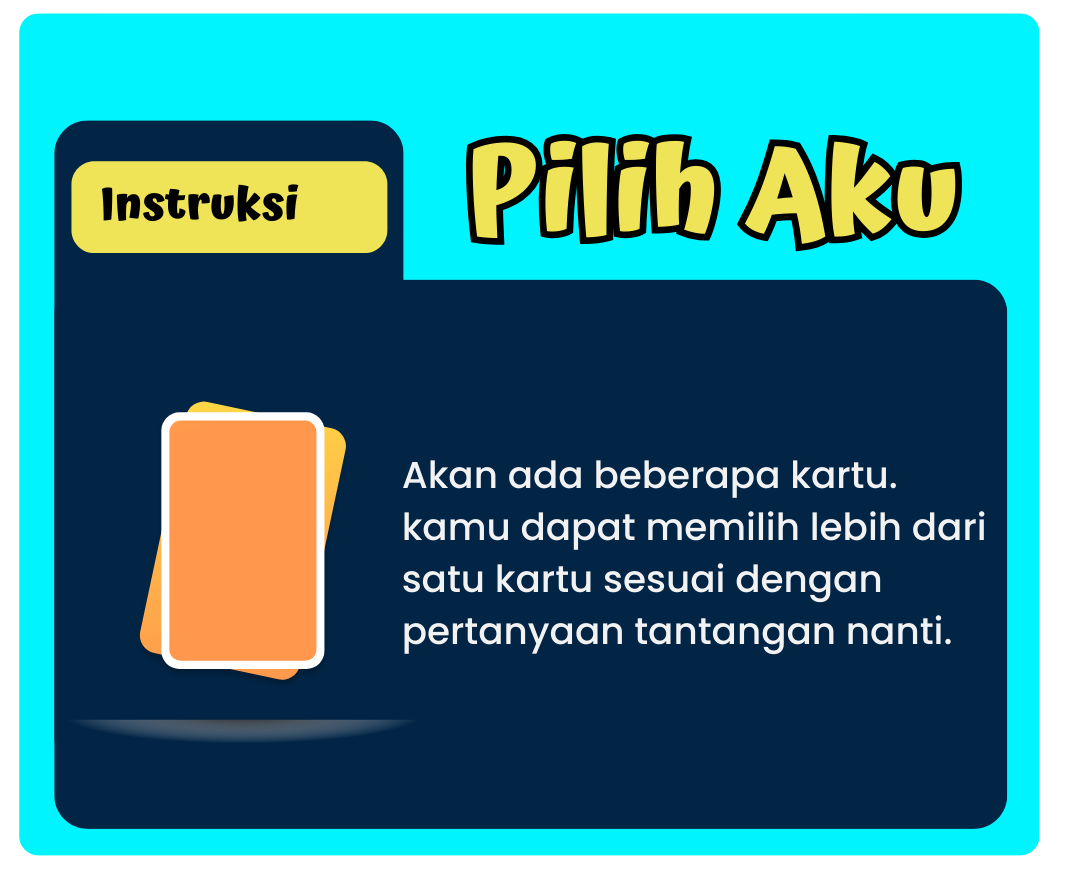 Pilih Aku
Instruksi
Akan ada beberapa kartu.
kamu dapat memilih lebih dari
satu kartu sesuai dengan
pertanyaan tantangan nanti.